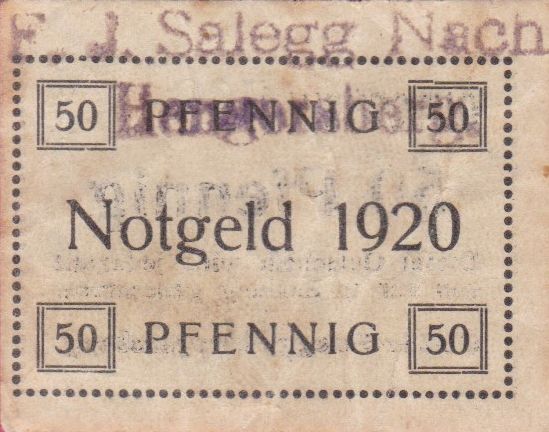 F. J. Salegg Nach
50 PFENNIG 50
Notgeld 1920
50 PFENNIG 50